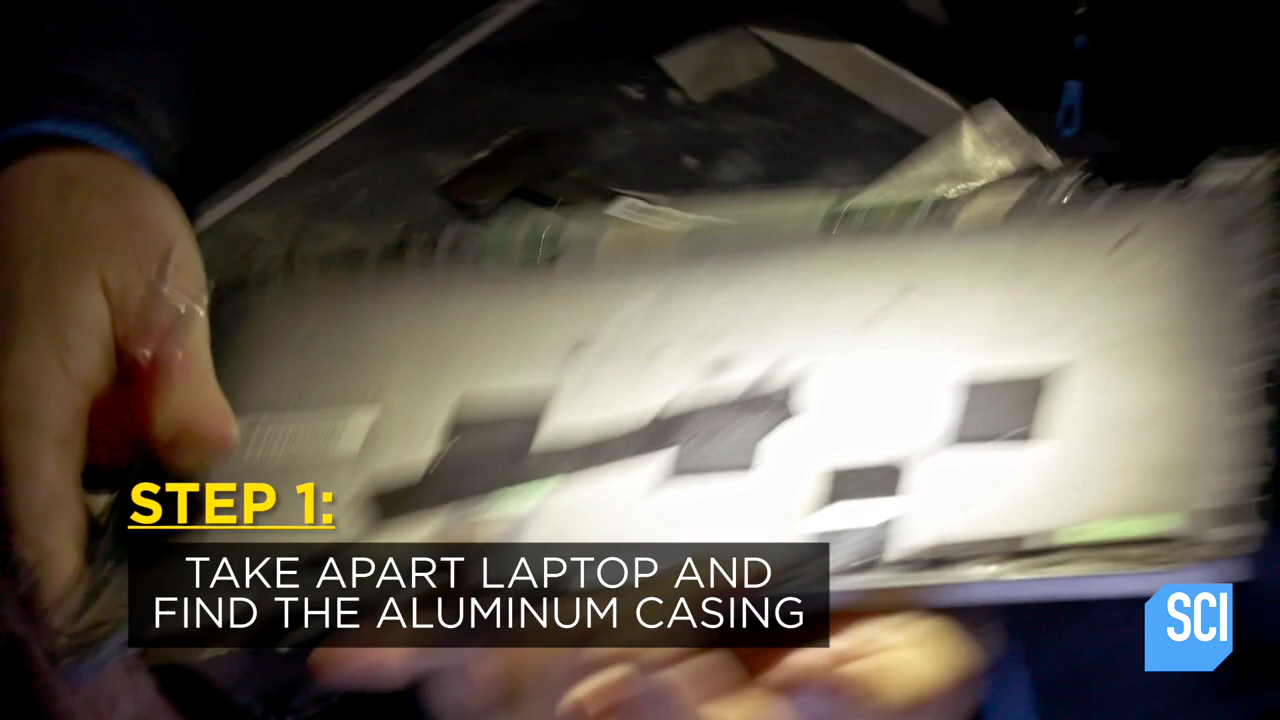 STEP 1:
TAKE APART LAPTOP AND
FIND THE ALUMINUM CASING
SCI